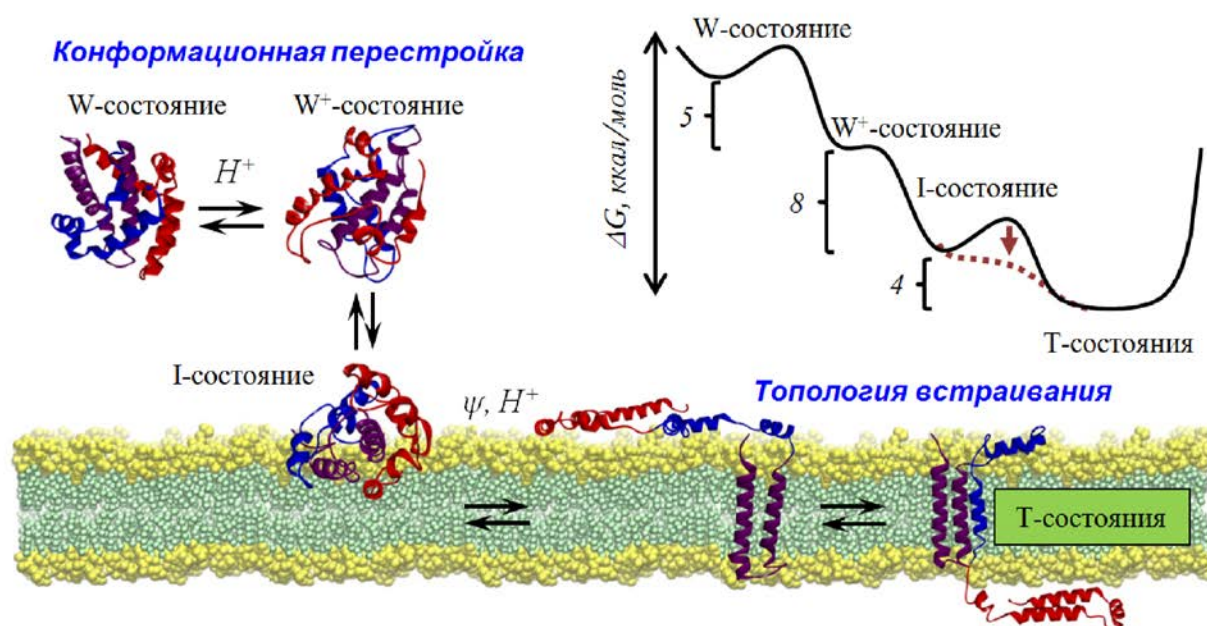 Конформационная перестройка
W-состояние
W⁺-состояние
H⁺
I-состояние
ψ, H⁺
ΔG, ккал/моль
W-состояние
5
W⁺-состояние
8
I-состояние
4
Т-состояния
Топология встраивания
Т-состояния